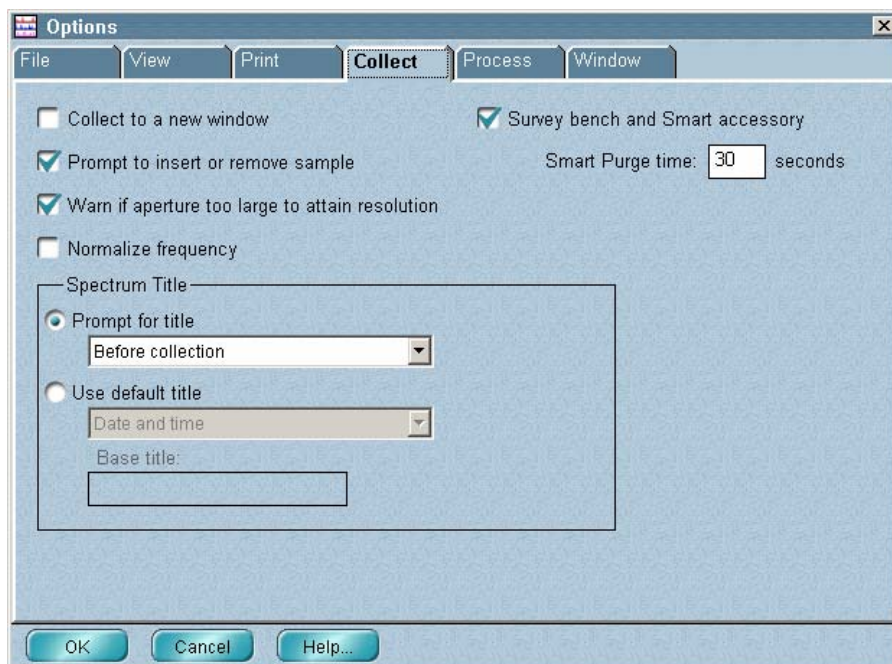 Options
File View Print Collect Process Window
Collect to a new window
Survey bench and Smart accessory
Prompt to insert or remove sample
Smart Purge time: 30 seconds
Warn if aperture too large to attain resolution
Normalize frequency
Spectrum Title
Prompt for title
Before collection
Use default title
Date and time
Base title:
OK Cancel Help...